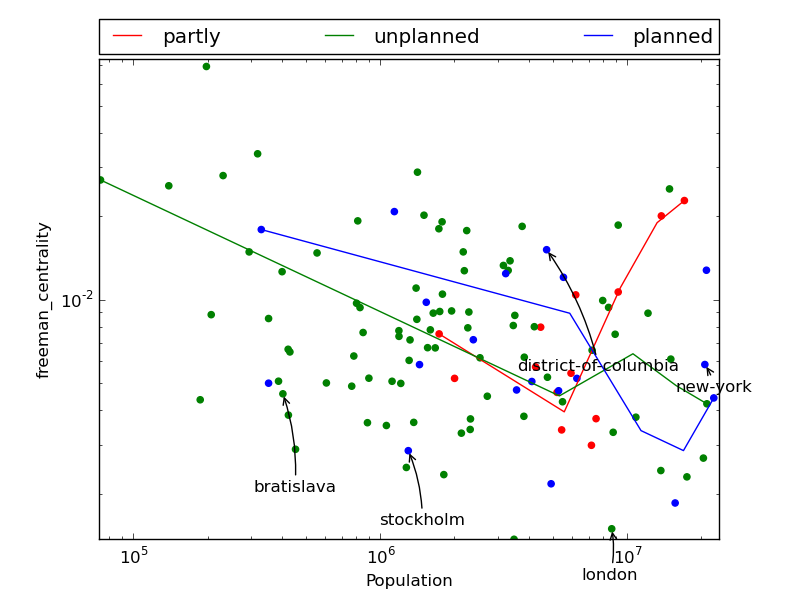 partly unplanned planned
freeman_centrality
10^-2
district-of-columbia
new-york
bratislava
stockholm
10^5 10^6 10^7
london
Population